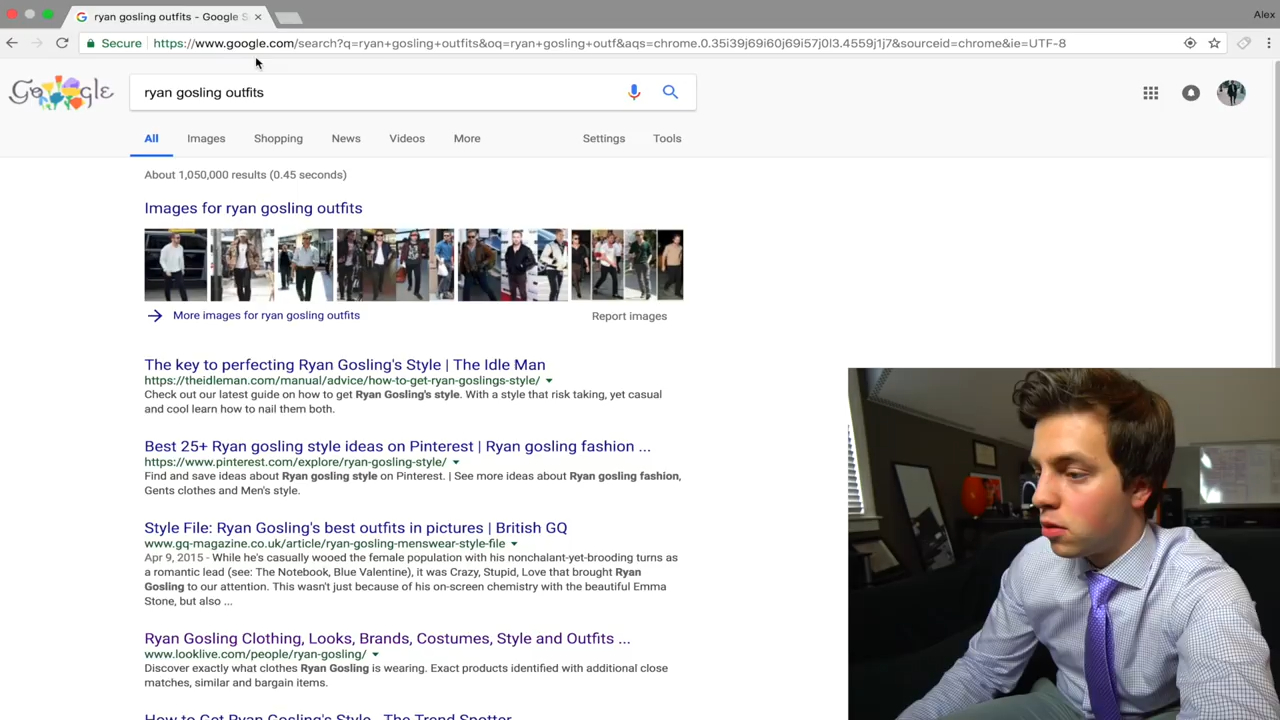 ryan gosling outfits - Google S
Alex
Secure https://www.google.com/search?q=ryan+gosling+outfits&oq=ryan+gosling+outf&aqs=chrome.0.35i39j69i60j69i57j0l3.4559j1j7&sourceid=chrome&ie=UTF-8
Google
ryan gosling outfits
All Images Shopping News Videos More Settings Tools
About 1,050,000 results (0.45 seconds)
Images for ryan gosling outfits
More images for ryan gosling outfits Report images
The key to perfecting Ryan Gosling's Style | The Idle Man
https://theidleman.com/manual/advice/how-to-get-ryan-goslings-style/
Check out our latest guide on how to get Ryan Gosling's style. With a style that risk taking, yet casual
and cool learn how to nail them both.
Best 25+ Ryan gosling style ideas on Pinterest | Ryan gosling fashion ...
https://www.pinterest.com/explore/ryan-gosling-style/
Find and save ideas about Ryan gosling style on Pinterest. | See more ideas about Ryan gosling fashion,
Gents clothes and Men's style.
Style File: Ryan Gosling's best outfits in pictures | British GQ
www.gq-magazine.co.uk/article/ryan-gosling-menswear-style-file
Apr 9, 2015 - While he's casually wooed the female population with his nonchalant-yet-brooding turns as
a romantic lead (see: The Notebook, Blue Valentine), it was Crazy, Stupid, Love that brought Ryan
Gosling to our attention. This wasn't just because of his on-screen chemistry with the beautiful Emma
Stone, but also ...
Ryan Gosling Clothing, Looks, Brands, Costumes, Style and Outfits ...
www.looklive.com/people/ryan-gosling/
Discover exactly what clothes Ryan Gosling is wearing. Exact products identified with additional close
matches, similar and bargain items.
How to Get Ryan Gosling's Style - The Trend Spotter